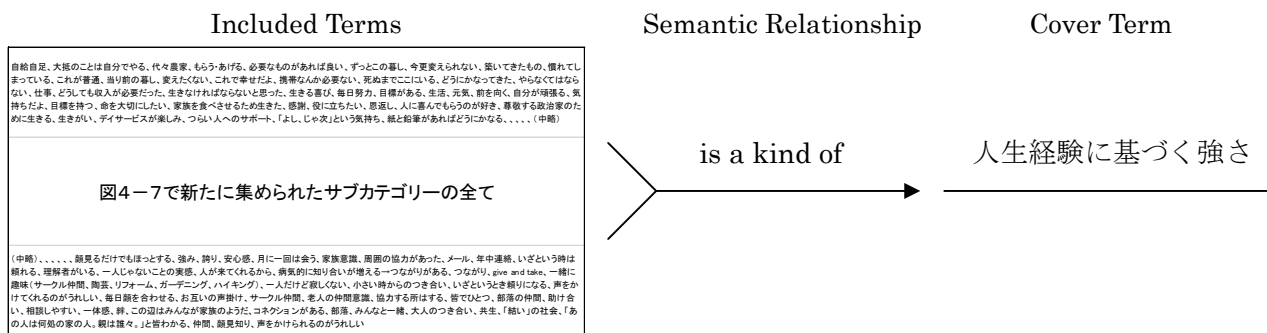 Included Terms
Semantic Relationship
Cover Term
自給自足、大抵のことは自分でやる、代々農家、もらう・あげる、必要なものがあれば良い、ずっとこの暮し、今更変えられない、築いてきたもの、慣れてし
まっている、これが普通、当り前の暮し、変えたくない、これで幸せだよ、携帯なんか必要ない、死ぬまでここにいる、どうにかなってきた、やらなくてはなら
ない、仕事、どうしても収入が必要だった、生きなければならないと思った、生きる喜び、毎日努力、目標がある、生活、元気、前を向く、自分が頑張る、気
持ちだよ、目標を持つ、命を大切にしたい、家族を食べさせるため生きた、感謝、役に立ちたい、恩返し、人に喜んでもらうのが好き、尊敬する政治家のた
めに生きる、生きがい、デイサービスが楽しみ、つらい人へのサポート、「よし、じゃ次」という気持ち、紙と鉛筆があればどうにかなる、、、、、（中略）
図４－７で新たに集められたサブカテゴリーの全て
is a kind of
人生経験に基づく強さ
（中略）、、、、、、顔見るだけでもほっとする、強み、誇り、安心感、月に一回は会う、家族意識、周囲の協力があった、メール、年中連絡、いざという時は
頼れる、理解者がいる、一人じゃないことの実感、人が来てくれるから、病気的に知り合いが増える→つながりがある、つながり、give and take、一緒に
趣味（サークル仲間、陶芸、リフォーム、ガーデニング、ハイキング）、一人だけど寂しくない、小さい時からのつき合い、いざというとき頼りになる、声をか
けてくれるのがうれしい、毎日顔を合わせる、お互いの声掛け、サークル仲間、老人の仲間意識、協力する所はする、皆でひとつ、部落の仲間、助け合
い、相談しやすい、一体感、絆、この辺はみんなが家族のようだ、コネクションがある、部落、みんなと一緒、大人のつき合い、共生、「結い」の社会、「あ
の人は何処の家の人。親は誰々。」と皆わかる、仲間、顔見知り、声をかけられるのがうれしい